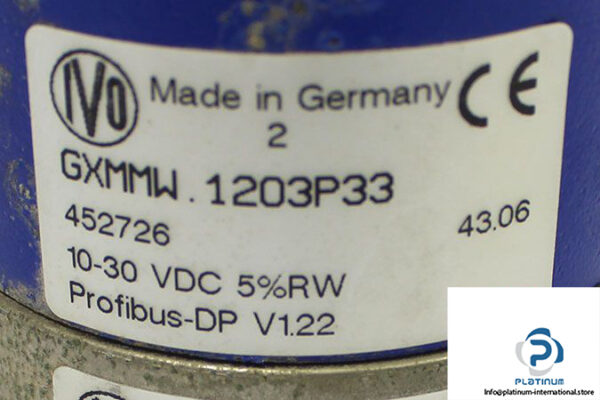 IVO
Made in Germany
CE
2
GXMMW.1203P33
452726
43.06
10-30 VDC 5%RW
Profibus-DP V1.22
PLATINUM
Info@platinum-international.store